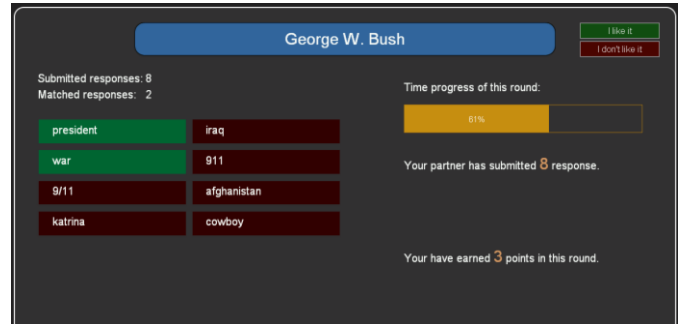 George W. Bush
I like it
I don't like it
Submitted responses: 8
Matched responses: 2
president
iraq
war
911
9/11
afghanistan
katrina
cowboy
Time progress of this round:
61%
Your partner has submitted 8 response.
Your have earned 3 points in this round.